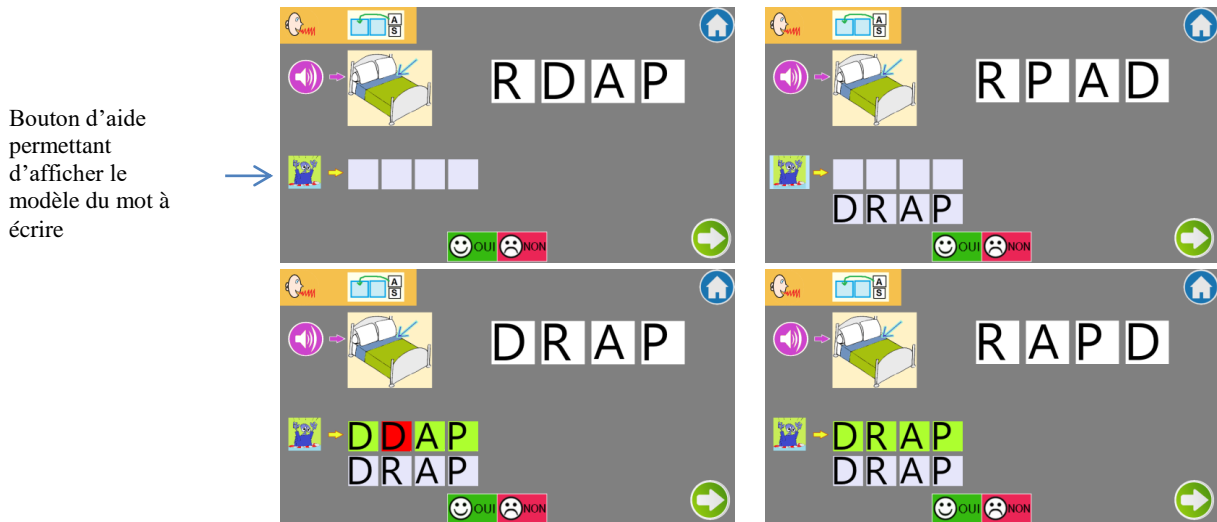 Bouton d'aide
permettant
d'afficher le
modèle du mot à
écrire
A
S
R D A P
OUI NON
A
S
R P A D
D R A P
OUI NON
A
S
D R A P
D D A P
D R A P
OUI NON
A
S
R A P D
D R A P
D R A P
OUI NON